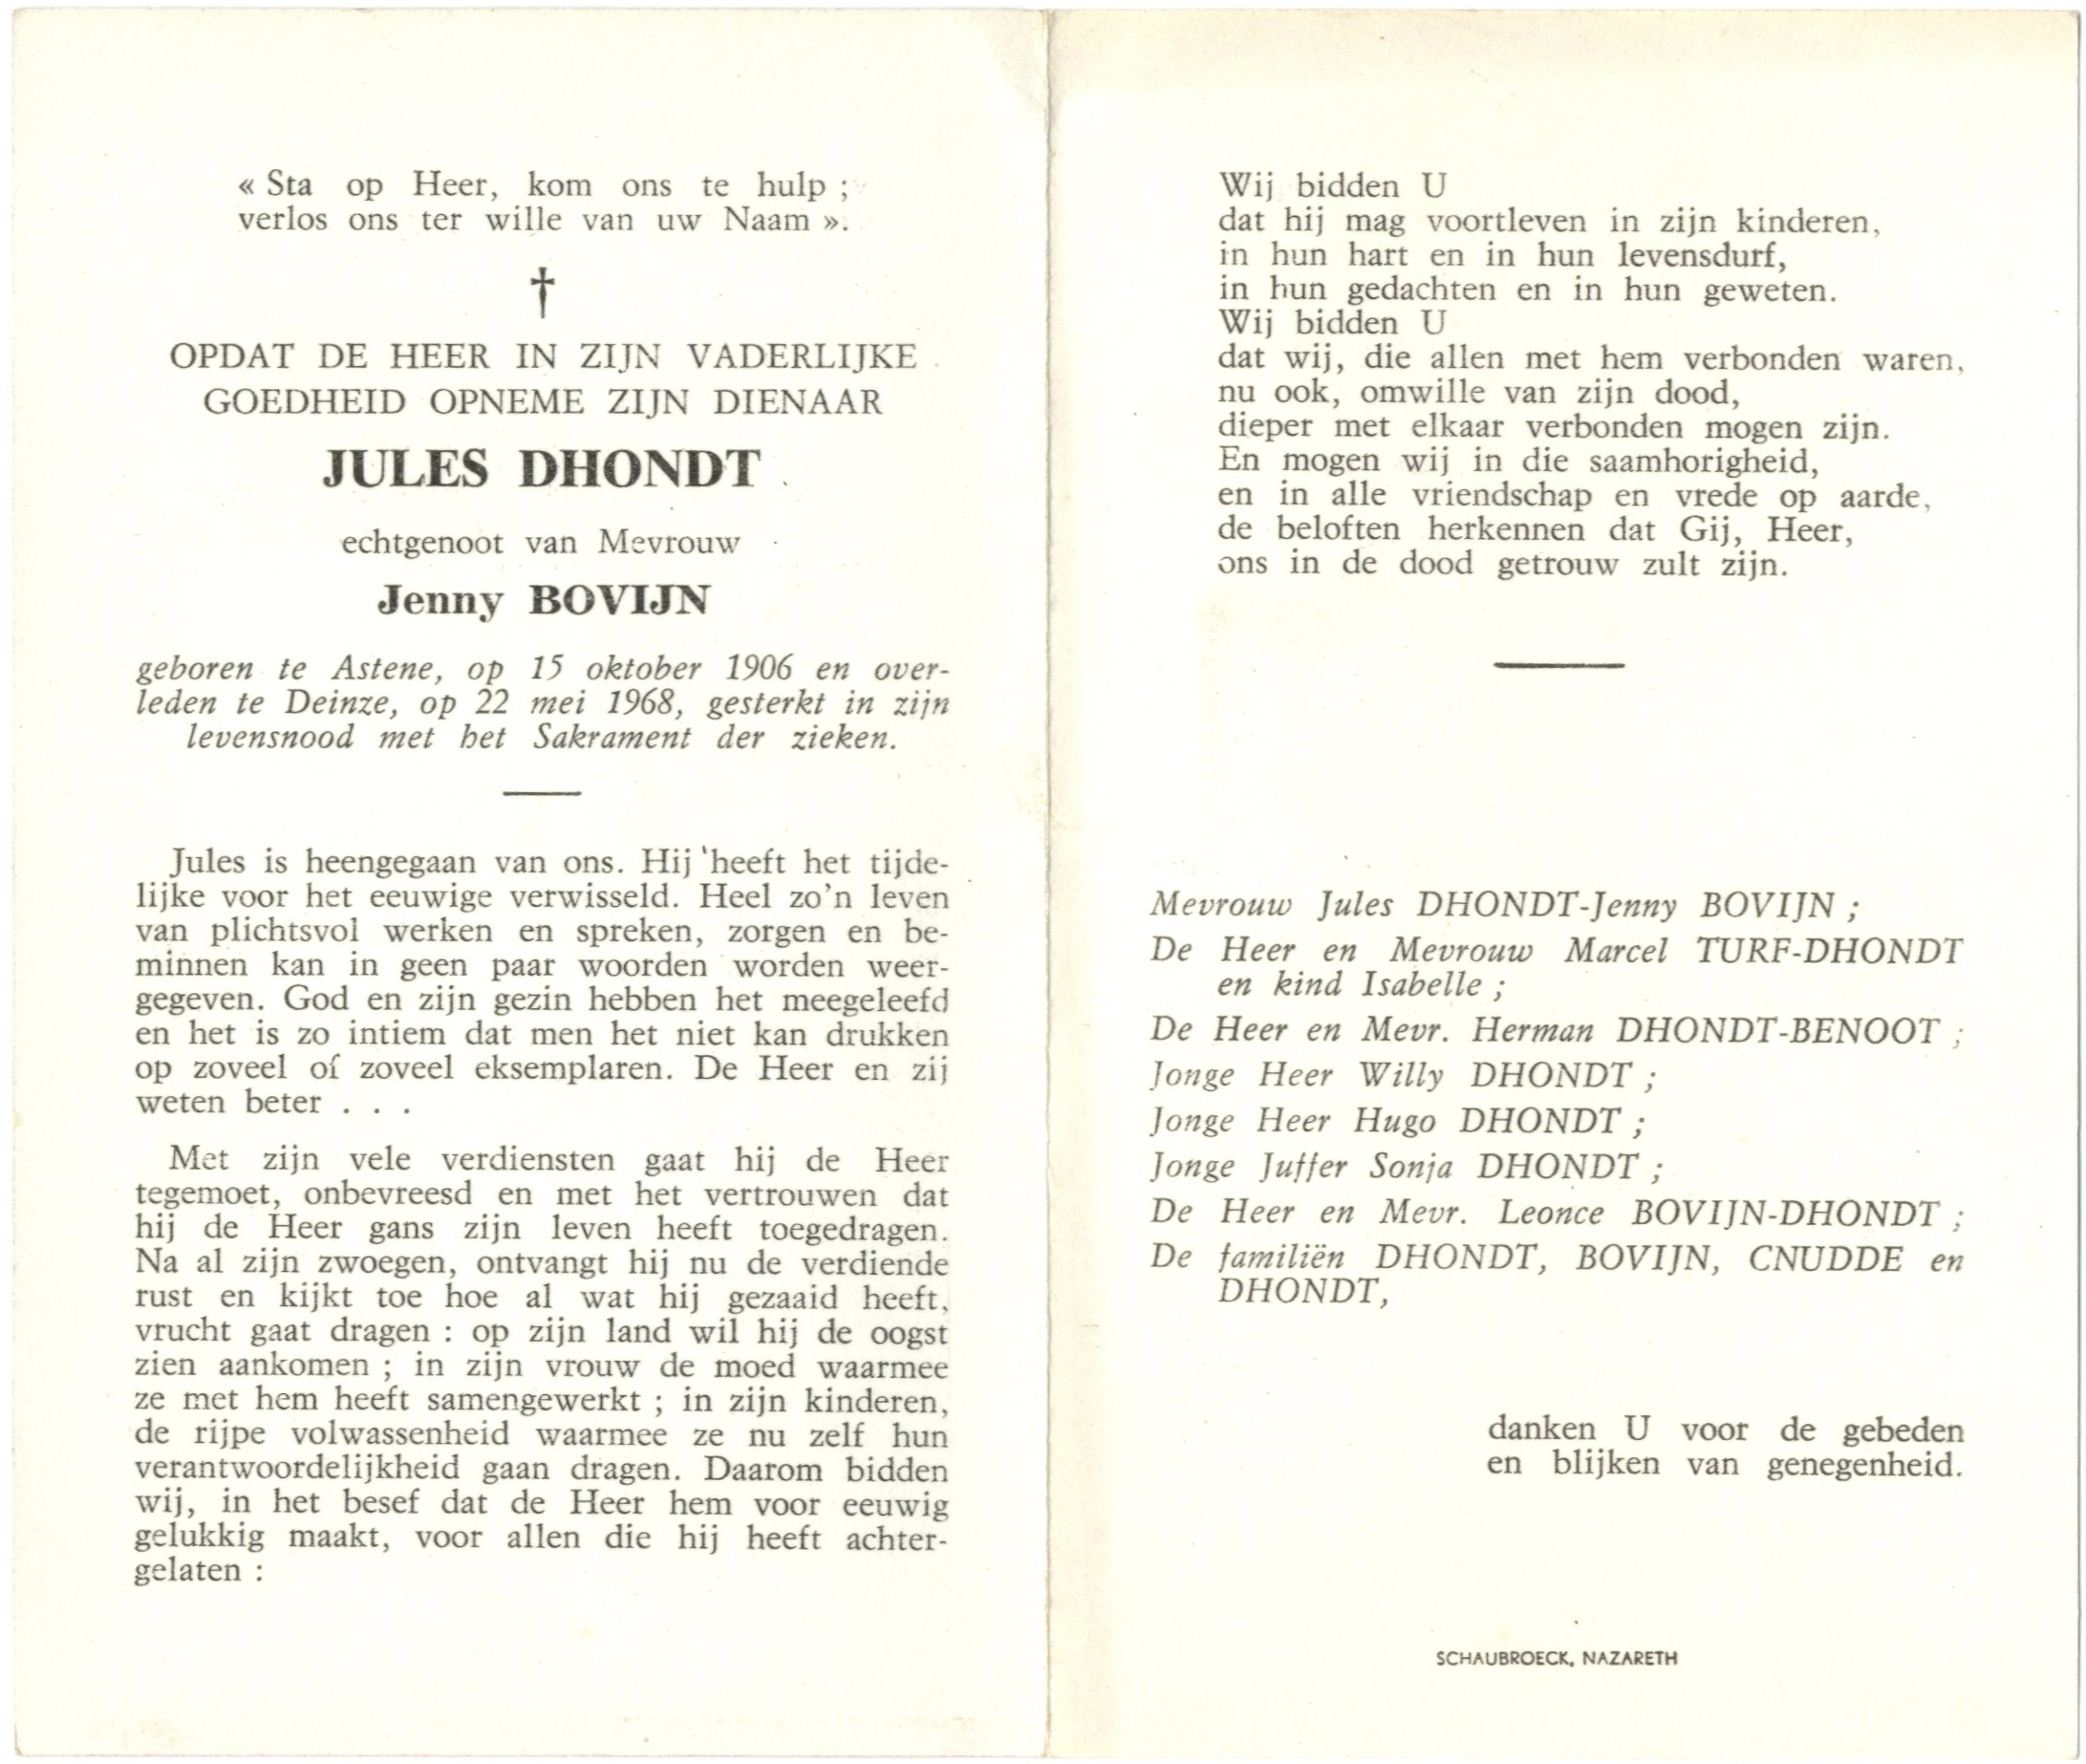 « Sta op Heer, kom ons te hulp ;
verlos ons ter wille van uw Naam ».
†
OPDAT DE HEER IN ZIJN VADERLIJKE
GOEDHEID OPNEME ZIJN DIENAAR
JULES DHONDT
echtgenoot van Mevrouw
Jenny BOVIJN
geboren te Astene, op 15 oktober 1906 en over-
leden te Deinze, op 22 mei 1968, gesterkt in zijn
levensnood met het Sakrament der zieken.
Jules is heengegaan van ons. Hij heeft het tijde-
lijke voor het eeuwige verwisseld. Heel zo'n leven
van plichtsvol werken en spreken, zorgen en be-
minnen kan in geen paar woorden worden weer-
gegeven. God en zijn gezin hebben het meegeleefd
en het is zo intiem dat men het niet kan drukken
op zoveel of zoveel eksemplaren. De Heer en zij
weten beter . . .
Met zijn vele verdiensten gaat hij de Heer
tegemoet, onbevreesd en met het vertrouwen dat
hij de Heer gans zijn leven heeft toegedragen.
Na al zijn zwoegen, ontvangt hij nu de verdiende
rust en kijkt toe hoe al wat hij gezaaid heeft,
vrucht gaat dragen : op zijn land wil hij de oogst
zien aankomen ; in zijn vrouw de moed waarmee
ze met hem heeft samengewerkt ; in zijn kinderen,
de rijpe volwassenheid waarmee ze nu zelf hun
verantwoordelijkheid gaan dragen. Daarom bidden
wij, in het besef dat de Heer hem voor eeuwig
gelukkig maakt, voor allen die hij heeft achter-
gelaten :
Wij bidden U
dat hij mag voortleven in zijn kinderen,
in hun hart en in hun levensdurf,
in hun gedachten en in hun geweten.
Wij bidden U
dat wij, die allen met hem verbonden waren,
nu ook, omwille van zijn dood,
dieper met elkaar verbonden mogen zijn.
En mogen wij in die saamhorigheid,
en in alle vriendschap en vrede op aarde,
de beloften herkennen dat Gij, Heer,
ons in de dood getrouw zult zijn.
Mevrouw Jules DHONDT-Jenny BOVIJN ;
De Heer en Mevrouw Marcel TURF-DHONDT
en kind Isabelle ;
De Heer en Mevr. Herman DHONDT-BENOOT ;
Jonge Heer Willy DHONDT ;
Jonge Heer Hugo DHONDT ;
Jonge Juffer Sonja DHONDT ;
De Heer en Mevr. Leonce BOVIJN-DHONDT ;
De familiën DHONDT, BOVIJN, CNUDDE en
DHONDT,
danken U voor de gebeden
en blijken van genegenheid.
SCHAUBROECK, NAZARETH